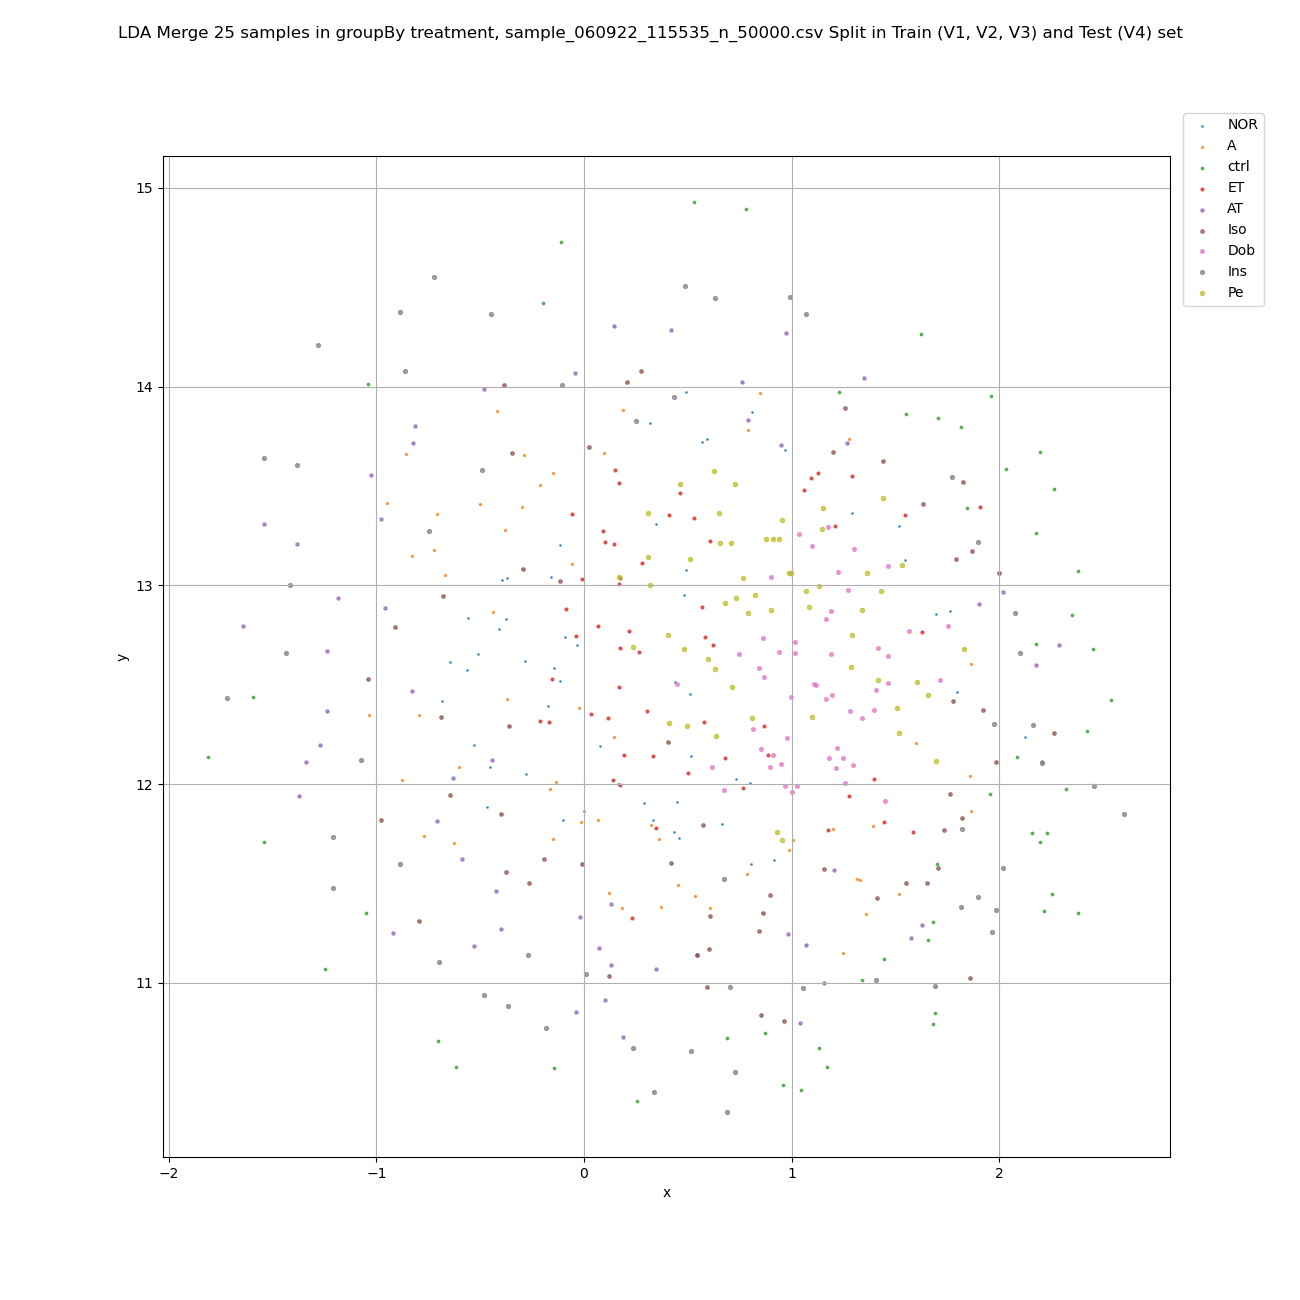 LDA Merge 25 samples in groupBy treatment, sample_060922_115535_n_50000.csv Split in Train (V1, V2, V3) and Test (V4) set
NOR
A
ctrl
ET
AT
Iso
Dob
Ins
Pe
15
14
13
12
11
y
−2
−1
0
1
2
x